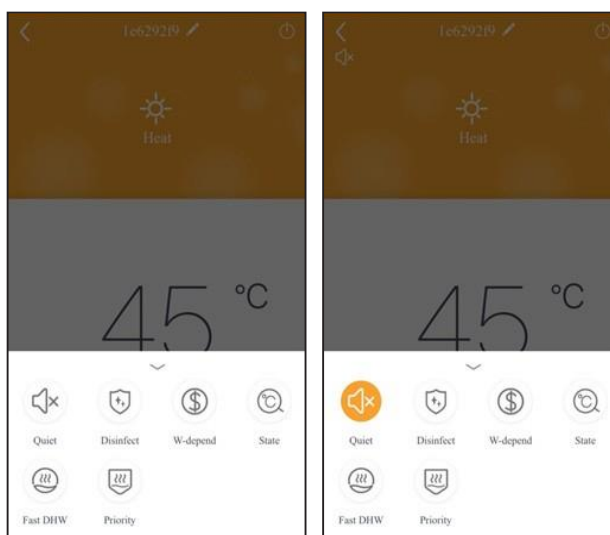 1e6292f9
Heat
45 °C
Quiet Disinfect W-depend State
Fast DHW Priority
1e6292f9
Heat
45 °C
Quiet Disinfect W-depend State
Fast DHW Priority